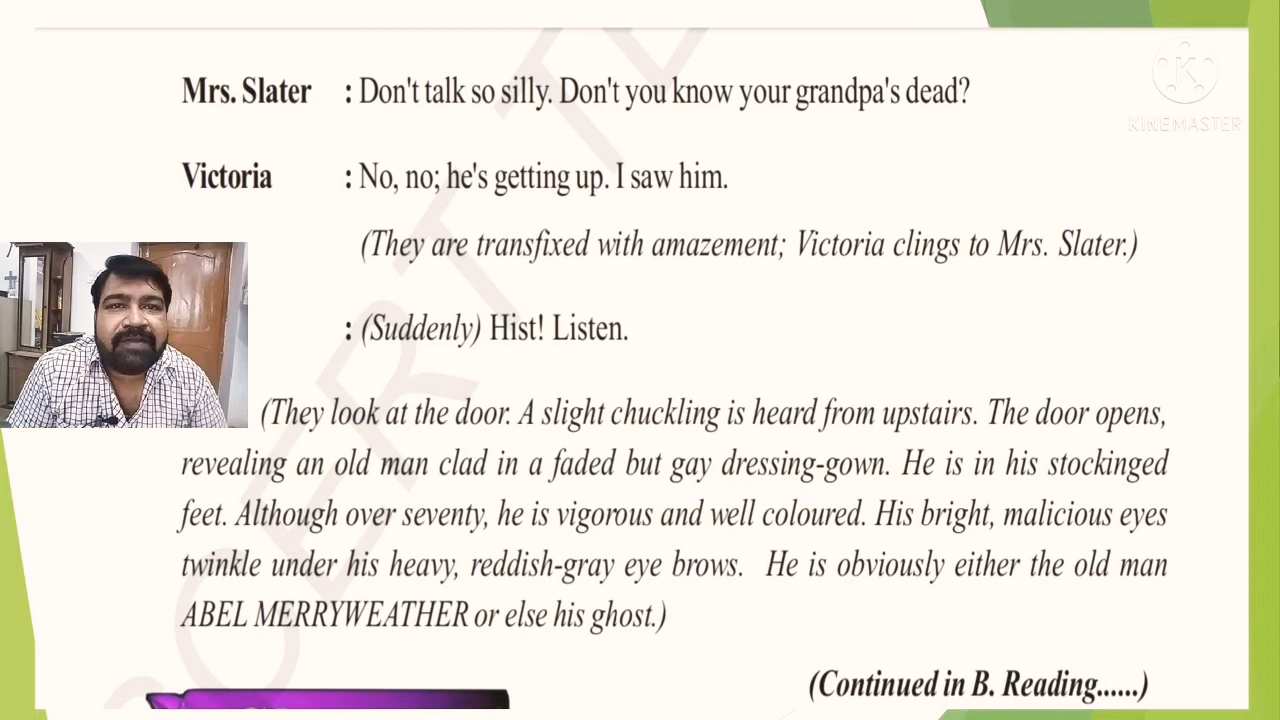 Mrs. Slater : Don't talk so silly. Don't you know your grandpa's dead?
KINEMASTER
Victoria : No, no; he's getting up. I saw him.
(They are transfixed with amazement; Victoria clings to Mrs. Slater.)
: (Suddenly) Hist! Listen.
(They look at the door. A slight chuckling is heard from upstairs. The door opens,
revealing an old man clad in a faded but gay dressing-gown. He is in his stockinged
feet. Although over seventy, he is vigorous and well coloured. His bright, malicious eyes
twinkle under his heavy, reddish-gray eye brows. He is obviously either the old man
ABEL MERRYWEATHER or else his ghost.)
(Continued in B. Reading......)